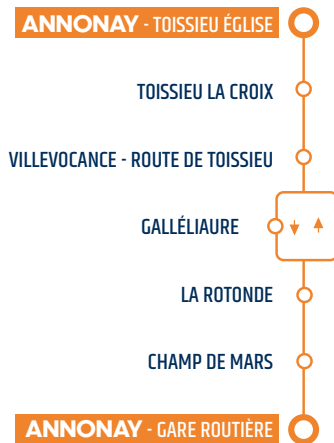 ANNONAY - TOISSIEU ÉGLISE
TOISSIEU LA CROIX
VILLEVOCANCE - ROUTE DE TOISSIEU
GALLÉLIAURE
LA ROTONDE
CHAMP DE MARS
ANNONAY - GARE ROUTIÈRE